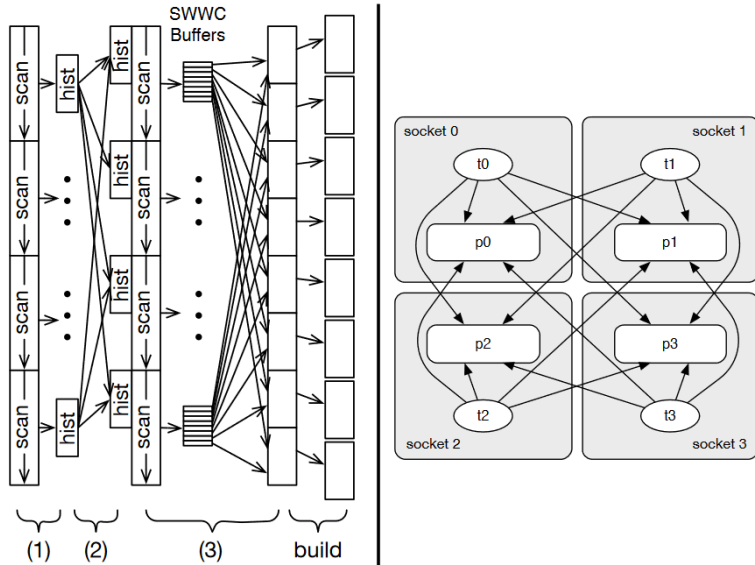 SWWC
Buffers
scan
hist
hist
scan
scan
hist
scan
scan
hist
scan
scan
hist
hist
scan
(1)
(2)
(3)
build
socket 0
socket 1
t0
t1
p0
p1
p2
p3
t2
t3
socket 2
socket 3